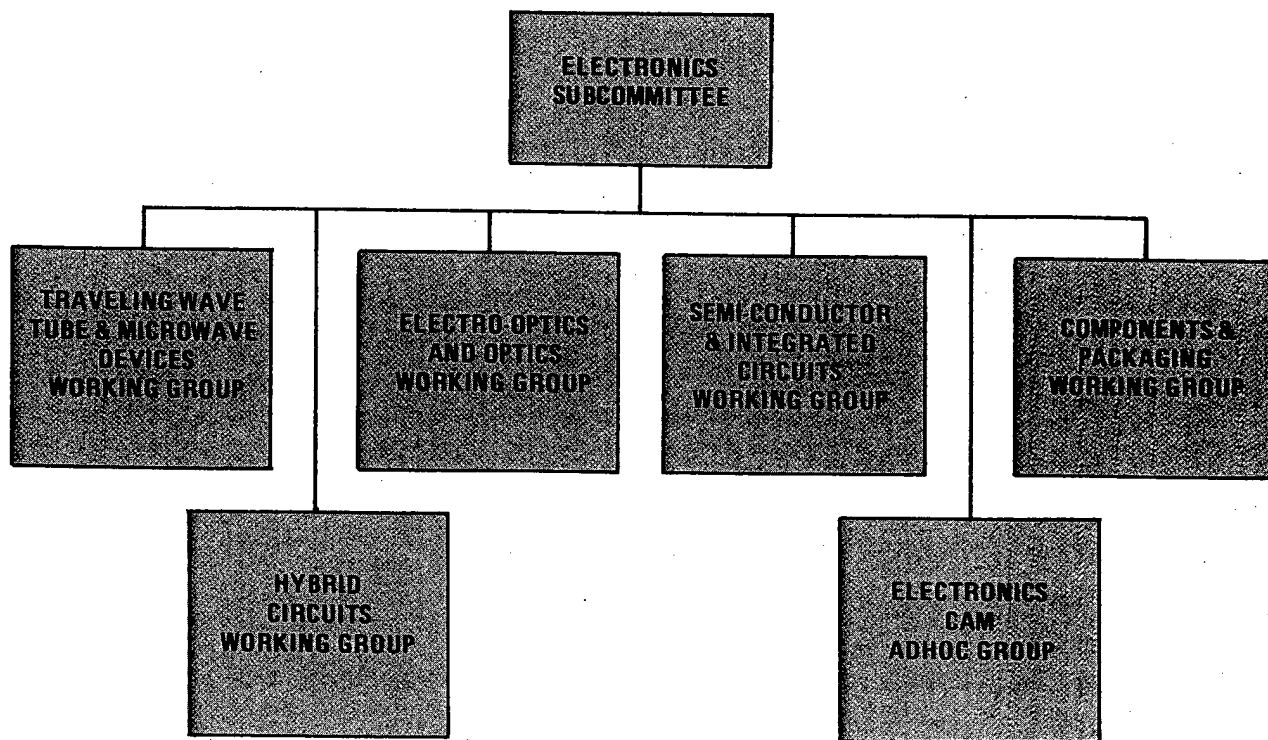 ELECTRONICS
SUBCOMMITTEE
TRAVELING WAVE
TUBE & MICROWAVE
DEVICES
WORKING GROUP
ELECTRO-OPTICS
AND OPTICS
WORKING GROUP
SEMI-CONDUCTOR
& INTEGRATED
CIRCUITS
WORKING GROUP
COMPONENTS &
PACKAGING
WORKING GROUP
HYBRID
CIRCUITS
WORKING GROUP
ELECTRONICS
CAM
ADHOC GROUP